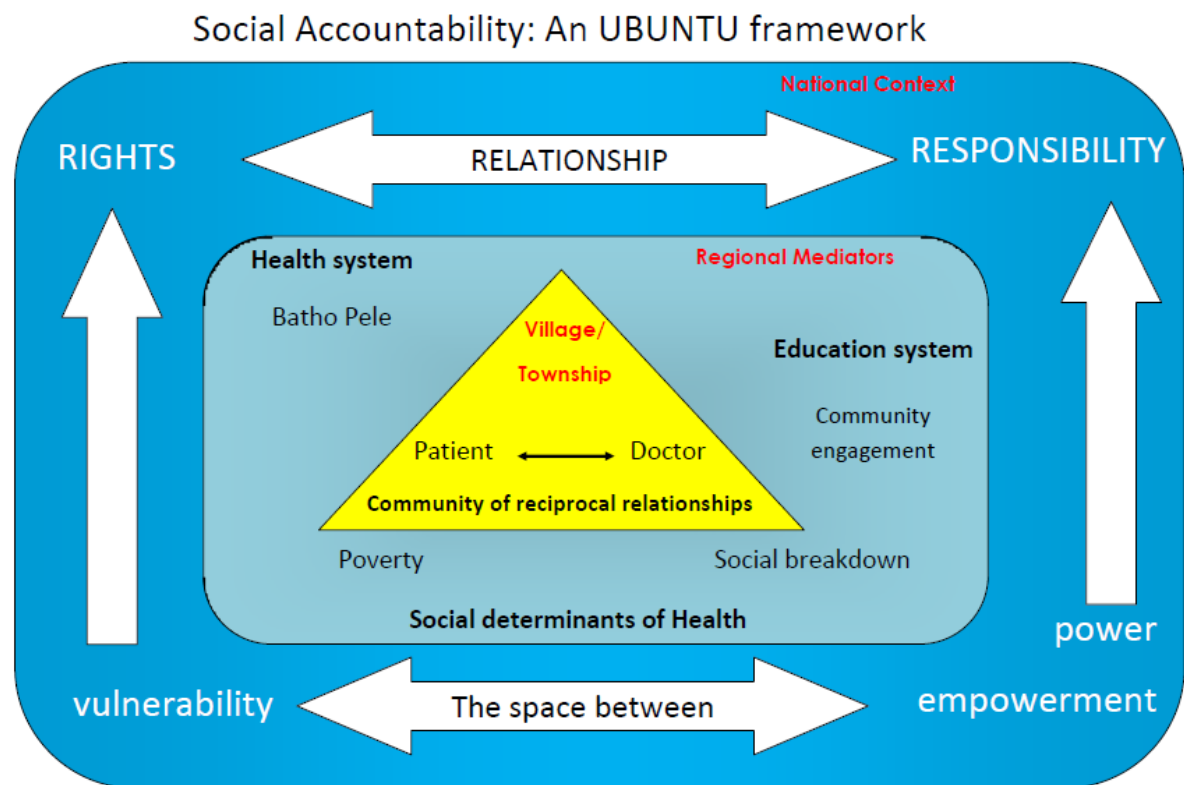 Social Accountability: An UBUNTU framework
National Context
RIGHTS
RELATIONSHIP
RESPONSIBILITY
Health system
Regional Mediators
Batho Pele
Village/
Township
Education system
Community
engagement
Patient
Doctor
Community of reciprocal relationships
Poverty
Social breakdown
Social determinants of Health
power
vulnerability
The space between
empowerment